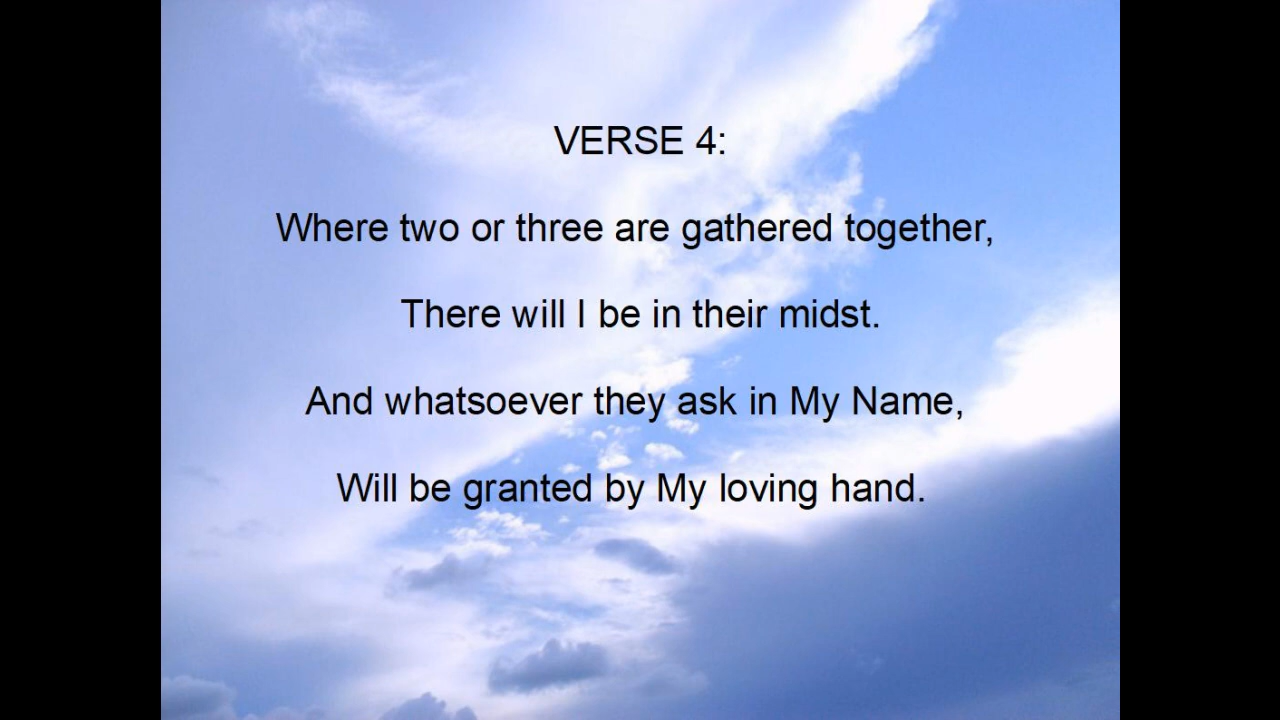 VERSE 4:
Where two or three are gathered together,
There will I be in their midst.
And whatsoever they ask in My Name,
Will be granted by My loving hand.